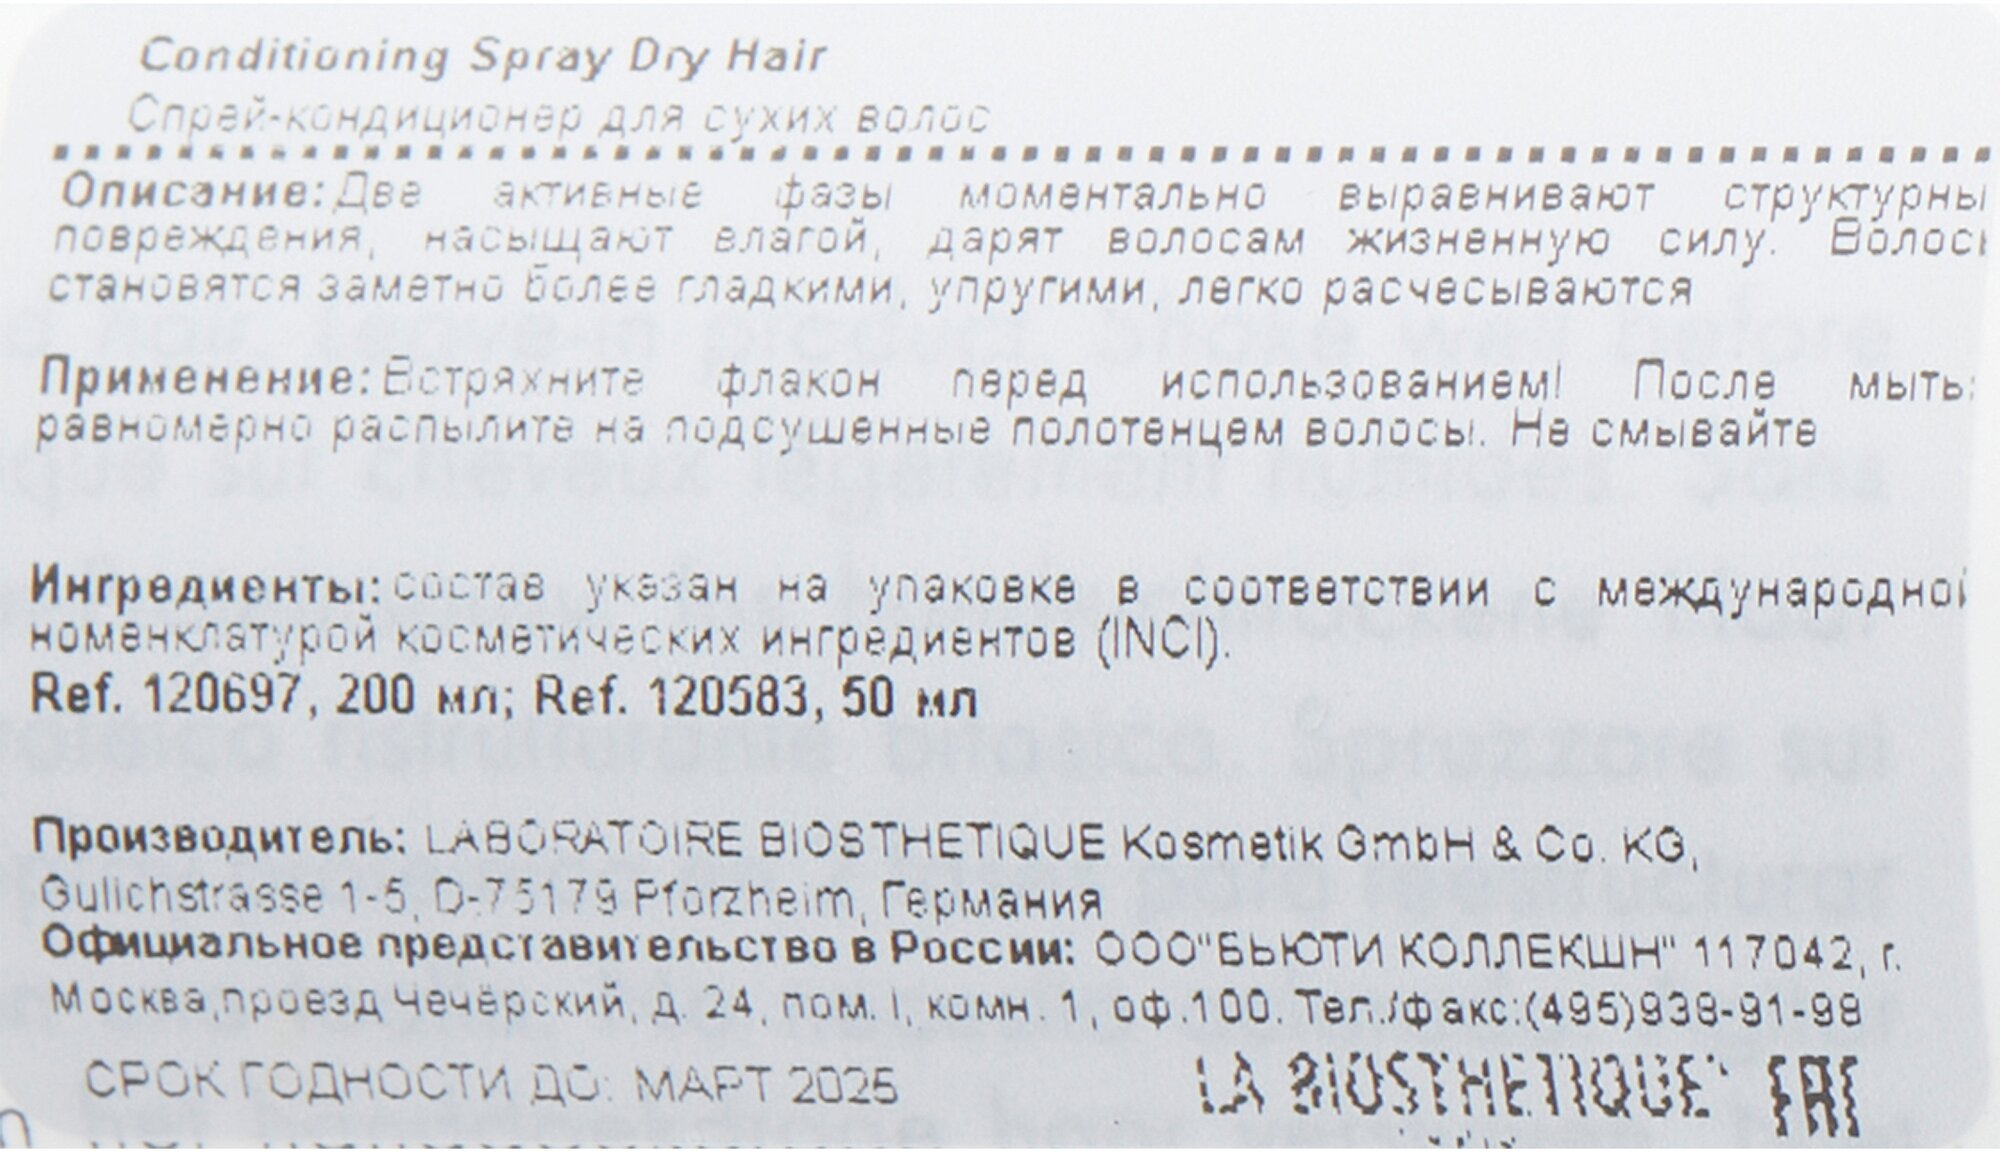 Conditioning Spray Dry Hair
Спрей-кондиционер для сухих волос
Описание: Две активные фазы моментально выравнивают структурны
повреждения, насыщают влагой, дарят волосам жизненную силу. Волосы
становятся заметно более гладкими, упругими, легко расчесываются
Применение: Встряхните флакон перед использованием! После мыть
равномерно распылите на подсушенные полотенцем волосы. Не смывайте
Ингредиенты: состав указан на упаковке в соответствии с международной
номенклатурой косметических ингредиентов (INCI).
Ref. 120697, 200 мл; Ref. 120583, 50 мл
Производитель: LABORATOIRE BIOSTHETIQUE Kosmetik GmbH & Co. KG,
Gulichstrasse 1-5, D-75179 Pforzheim, Германия
Официальное представительство в России: ООО"БЬЮТИ КОЛЛЕКШН" 117042, г.
Москва,проезд Чечёрский, д. 24, пом. I, комн. 1, оф.100. Тел./факс:(495)938-91-98
СРОК ГОДНОСТИ ДО: МАРТ 2025
LA BIOSTHETIQUE EAC